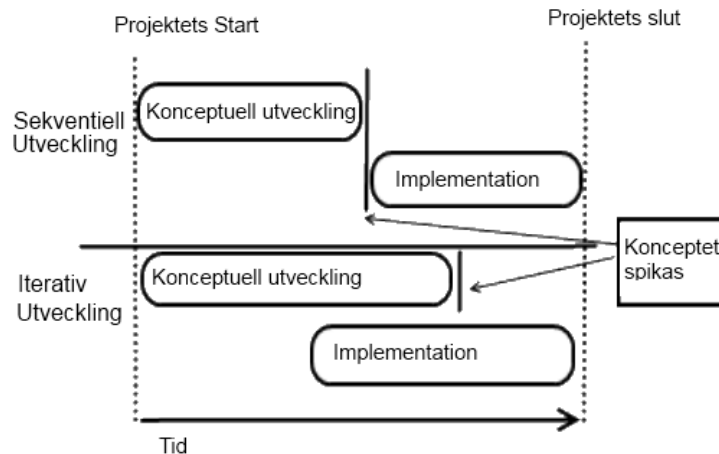 Projektets Start
Projektets slut
Sekventiell
Utveckling
Konceptuell utveckling
Implementation
Konceptet
spikas
Iterativ
Utveckling
Konceptuell utveckling
Implementation
Tid